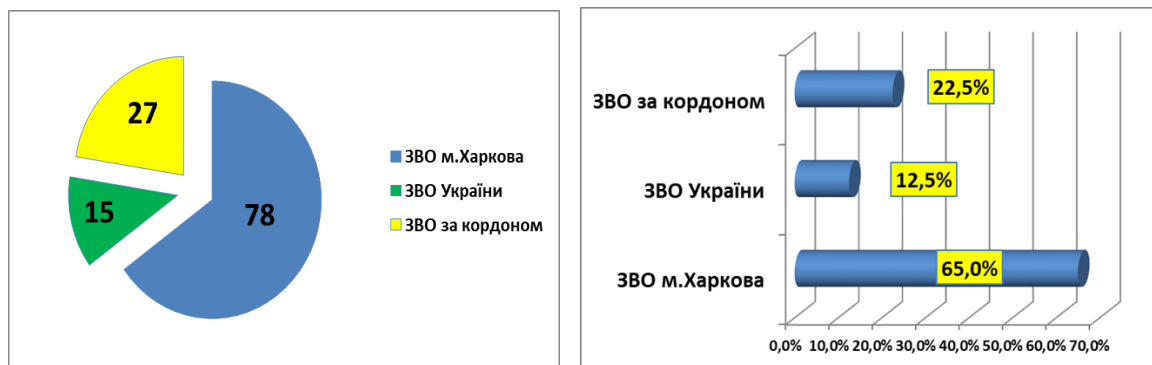 27
15
78
ЗВО м.Харкова
ЗВО України
ЗВО за кордоном
ЗВО за кордоном
22,5%
ЗВО України
12,5%
ЗВО м.Харкова
65,0%
0,0% 10,0% 20,0% 30,0% 40,0% 50,0% 60,0% 70,0%